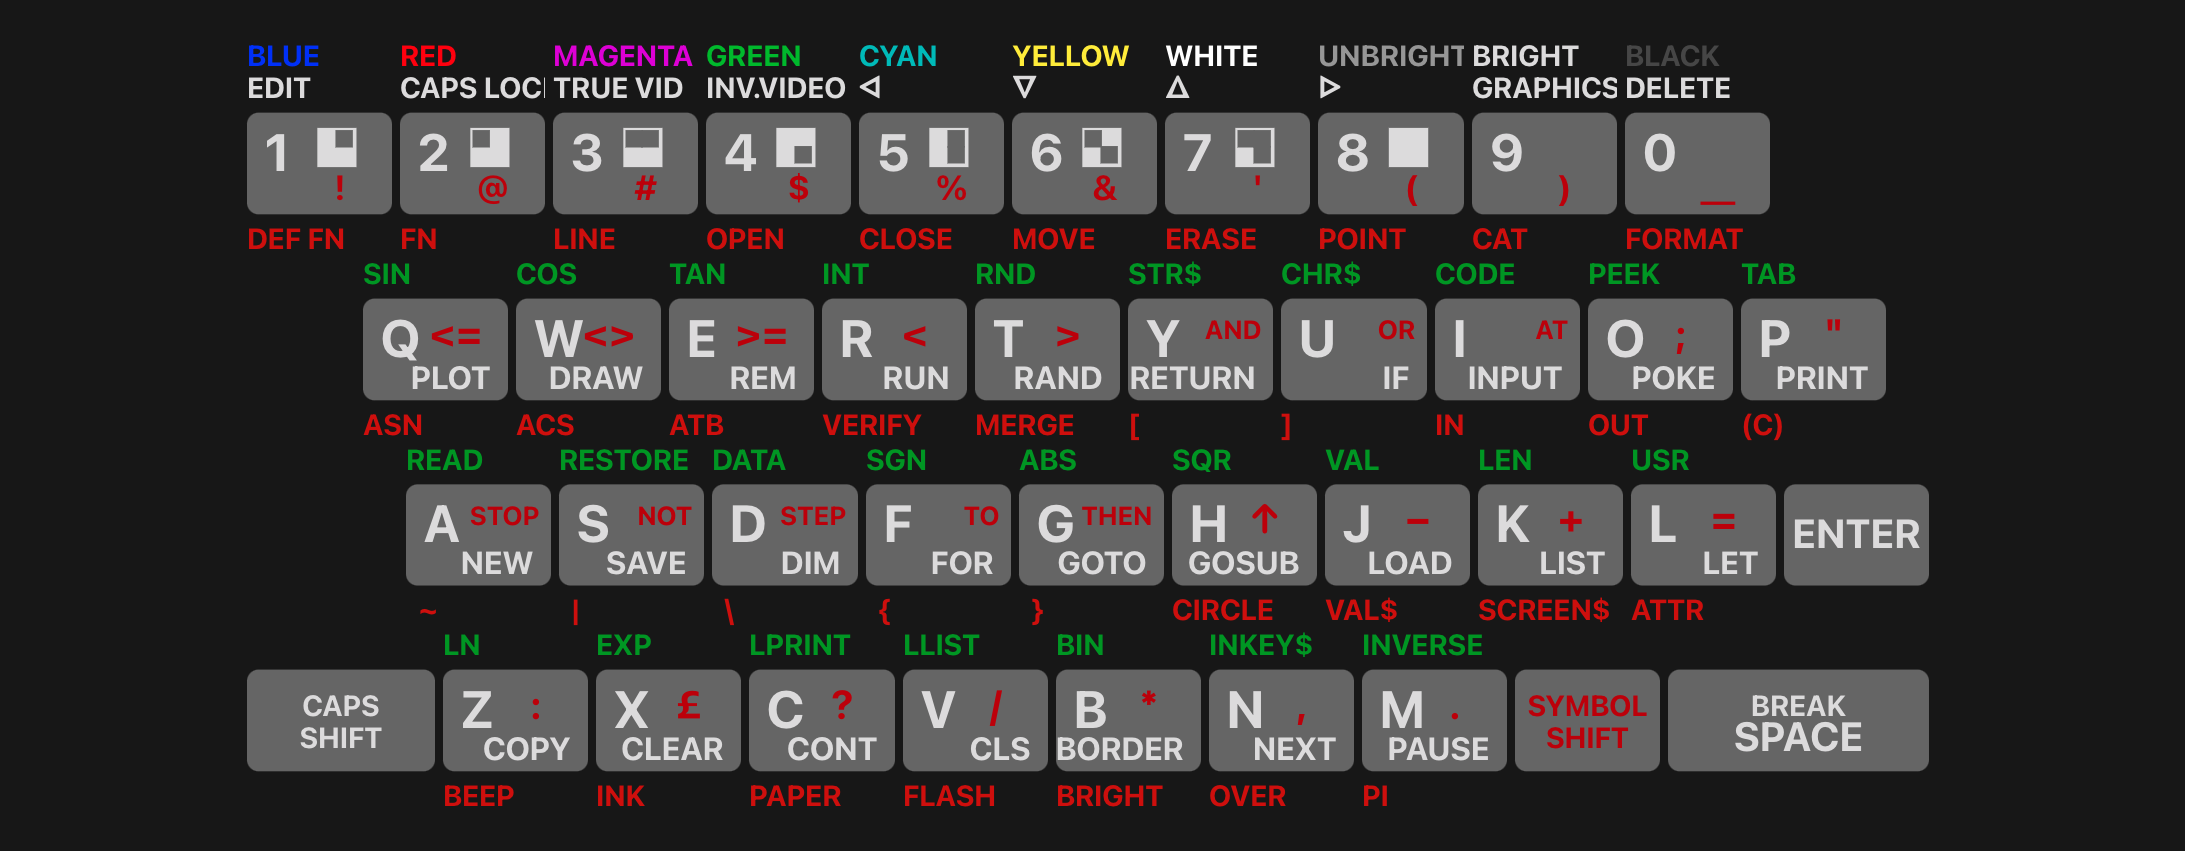 BLUE RED MAGENTA GREEN CYAN YELLOW WHITE UNBRIGHT BRIGHT BLACK
EDIT CAPS LOC TRUE VID INV.VIDEO ◁ ▽ △ ▷ GRAPHICS DELETE
1 2 3 4 5 6 7 8 9 0
! @ # $ % & ' ( ) _
DEF FN FN LINE OPEN CLOSE MOVE ERASE POINT CAT FORMAT
SIN COS TAN INT RND STR$ CHR$ CODE PEEK TAB
Q <= W <> E >= R < T > Y AND U OR I AT O ; P "
PLOT DRAW REM RUN RAND RETURN IF INPUT POKE PRINT
ASN ACS ATB VERIFY MERGE [ ] IN OUT (C)
READ RESTORE DATA SGN ABS SQR VAL LEN USR
A STOP S NOT D STEP F TO G THEN H ↑ J − K + L = ENTER
NEW SAVE DIM FOR GOTO GOSUB LOAD LIST LET
~ | \ { } CIRCLE VAL$ SCREEN$ ATTR
LN EXP LPRINT LLIST BIN INKEY$ INVERSE
CAPS Z : X £ C ? V / B * N , M . SYMBOL BREAK
SHIFT COPY CLEAR CONT CLS BORDER NEXT PAUSE SHIFT SPACE
BEEP INK PAPER FLASH BRIGHT OVER PI